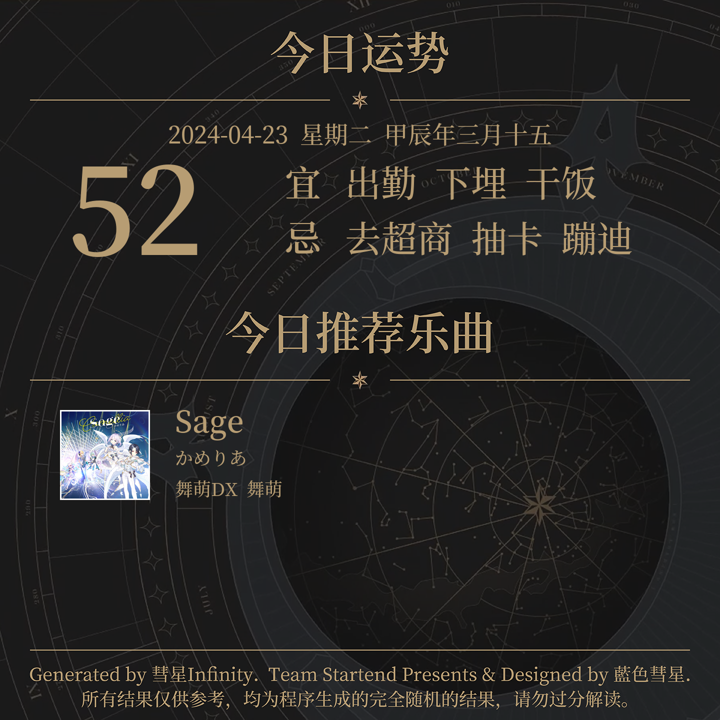 今日运势
2024-04-23 星期二 甲辰年三月十五
52
宜 出勤 下埋 干饭
忌 去超商 抽卡 蹦迪
OCTOBER
NOVEMBER
SEPTEMBER
今日推荐乐曲
Sage
Sage
かめりあ
舞萌DX 舞萌
JULY
Generated by 彗星Infinity. Team Startend Presents & Designed by 藍色彗星.
所有结果仅供参考，均为程序生成的完全随机的结果，请勿过分解读。